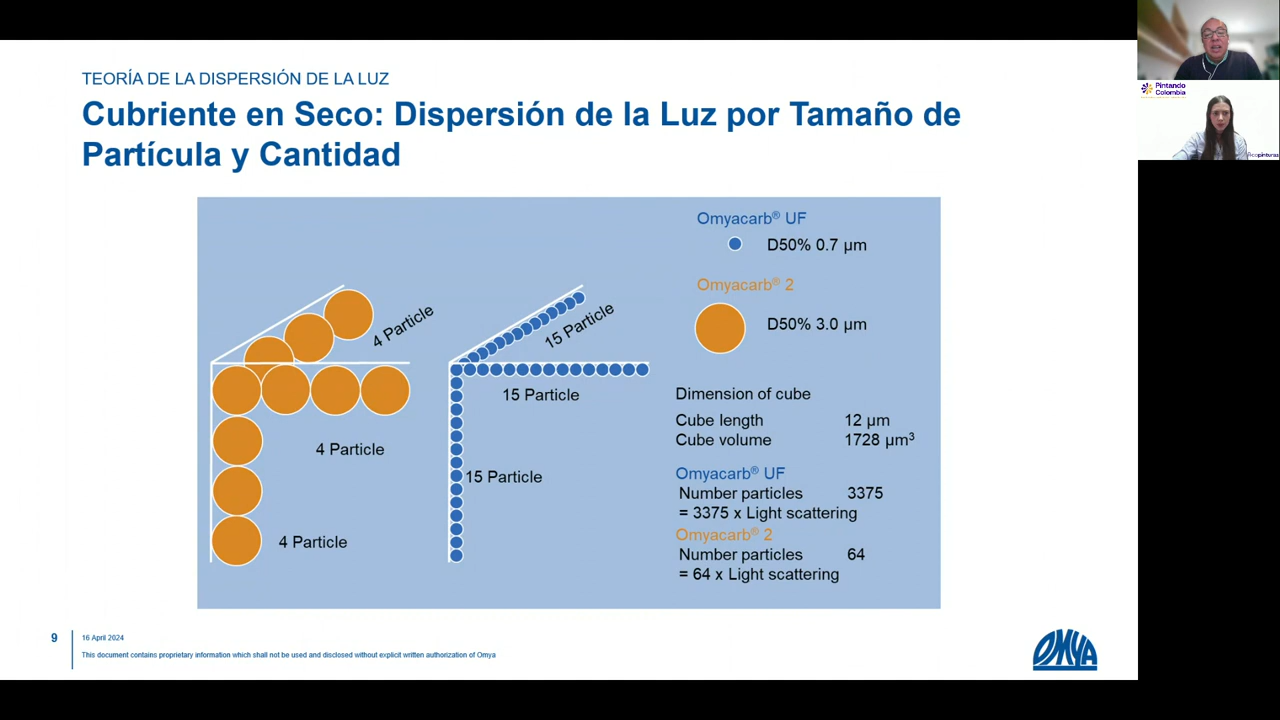 TEORÍA DE LA DISPERSIÓN DE LA LUZ
Cubriente en Seco: Dispersión de la Luz por Tamaño de
Partícula y Cantidad
Omyacarb® UF
D50% 0.7 µm
Omyacarb® 2
D50% 3.0 µm
4 Particle
15 Particle
15 Particle
4 Particle
15 Particle
4 Particle
Dimension of cube
Cube length 12 µm
Cube volume 1728 µm³
Omyacarb® UF
Number particles 3375
= 3375 x Light scattering
Omyacarb® 2
Number particles 64
= 64 x Light scattering
9
16 April 2024
This document contains proprietary information which shall not be used and disclosed without explicit written authorization of Omya
OMYA
Pintando
Colombia